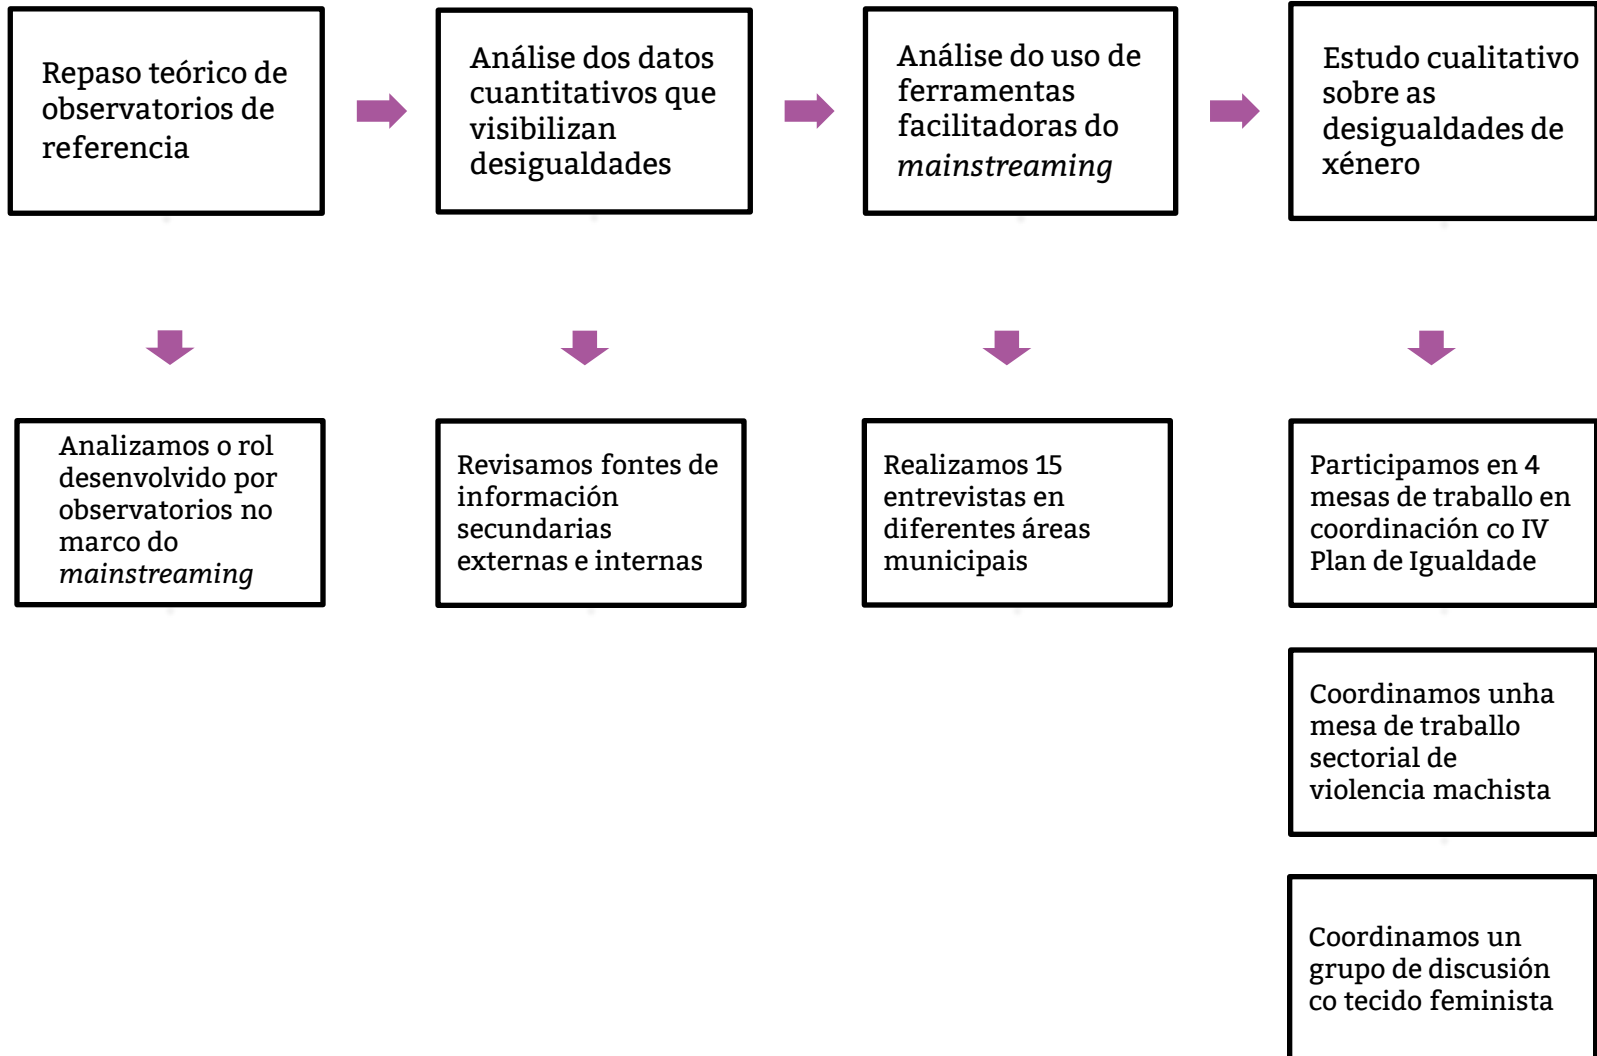 Repaso teórico de
observatorios de
referencia
Análise dos datos
cuantitativos que
visibilizan
desigualdades
Análise do uso de
ferramentas
facilitadoras do
mainstreaming
Estudo cualitativo
sobre as
desigualdades de
xénero
Analizamos o rol
desenvolvido por
observatorios no
marco do
mainstreaming
Revisamos fontes de
información
secundarias
externas e internas
Realizamos 15
entrevistas en
diferentes áreas
municipais
Participamos en 4
mesas de traballo en
coordinación co IV
Plan de Igualdade
Coordinamos unha
mesa de traballo
sectorial de
violencia machista
Coordinamos un
grupo de discusión
co tecido feminista